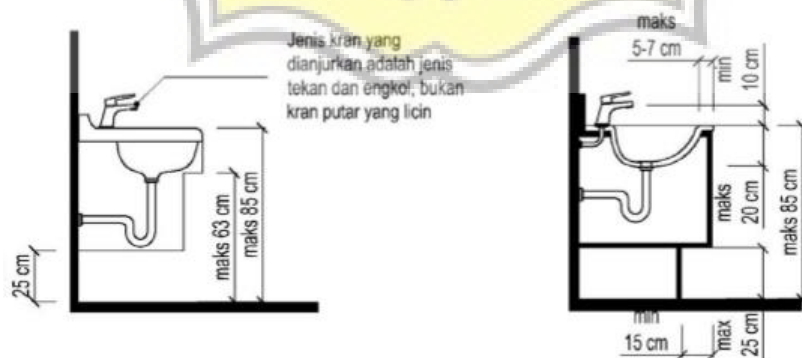 Jenis kran yang
dianjurkan adalah jenis
tekan dan engkol, bukan
kran putar yang licin
25 cm
maks 63 cm
maks 85 cm
maks
5-7 cm
min
10 cm
maks
20 cm
maks 85 cm
min
15 cm
max
25 cm